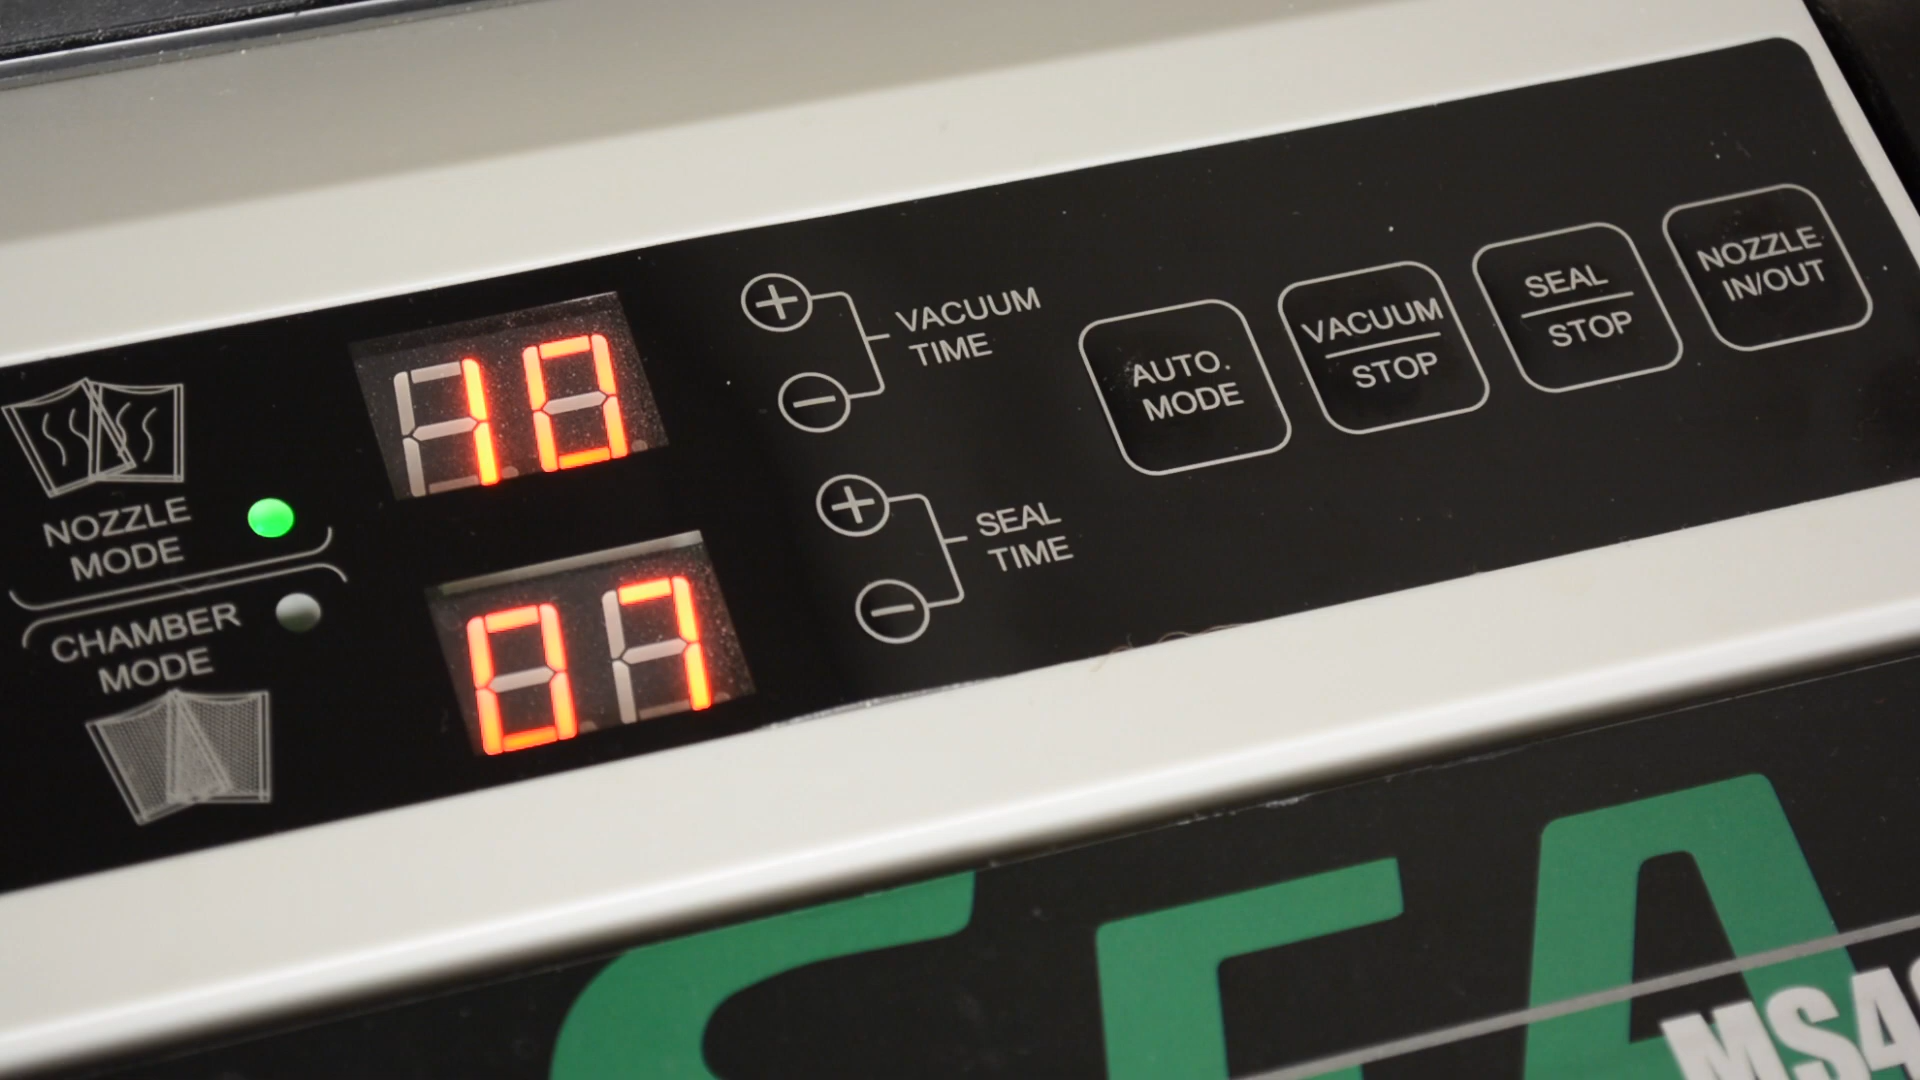 10
VACUUM
TIME
AUTO.
MODE
VACUUM
STOP
SEAL
STOP
NOZZLE
IN/OUT
NOZZLE
MODE
CHAMBER
MODE
07
SEAL
TIME